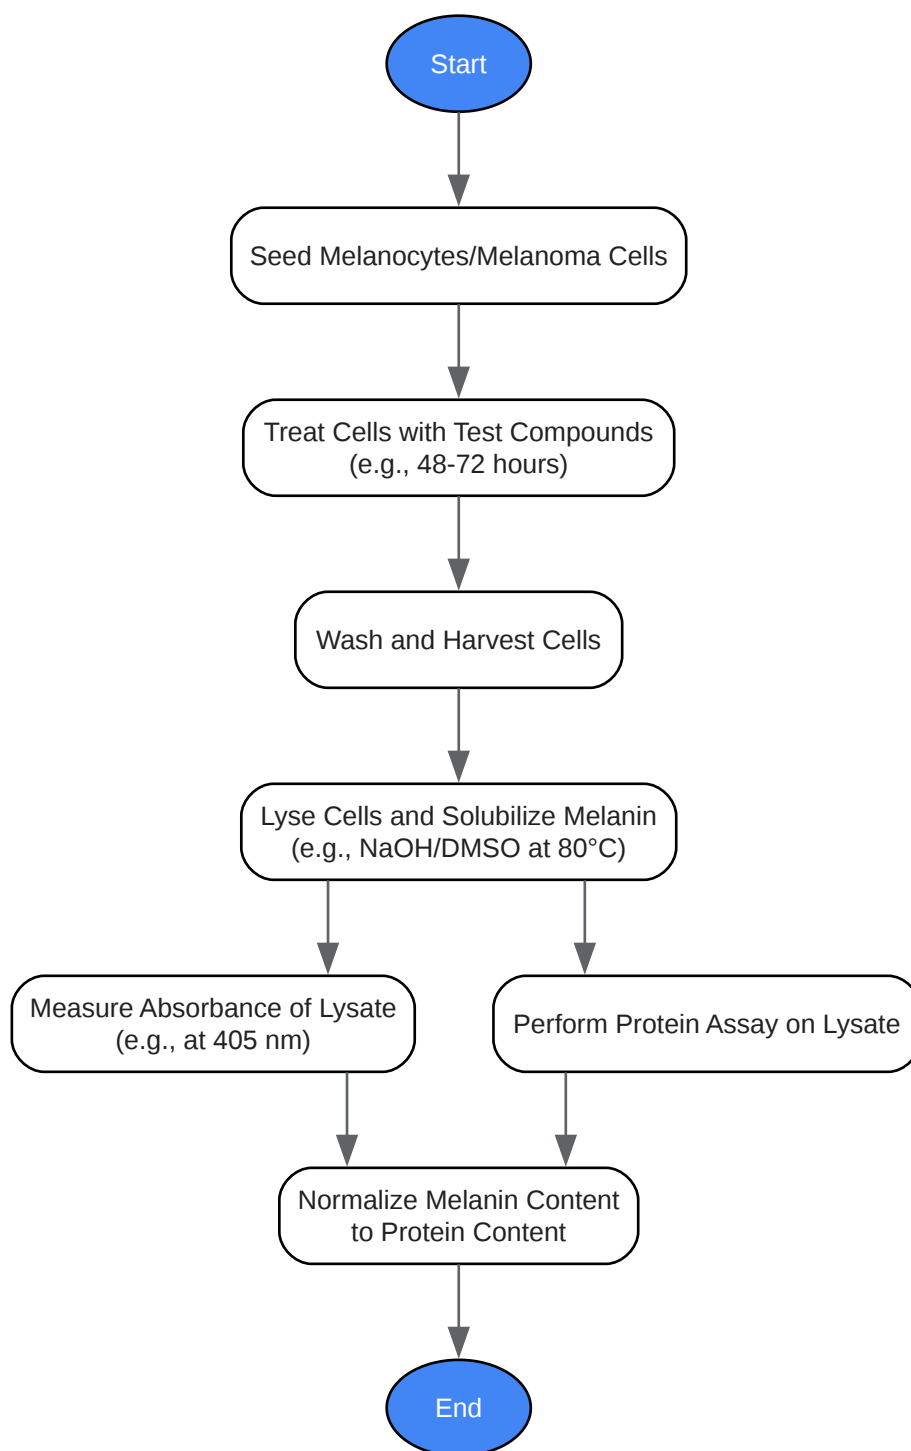 Start
Seed Melanocytes/Melanoma Cells
Treat Cells with Test Compounds
(e.g., 48-72 hours)
Wash and Harvest Cells
Lyse Cells and Solubilize Melanin
(e.g., NaOH/DMSO at 80°C)
Measure Absorbance of Lysate
(e.g., at 405 nm)
Perform Protein Assay on Lysate
Normalize Melanin Content
to Protein Content
End